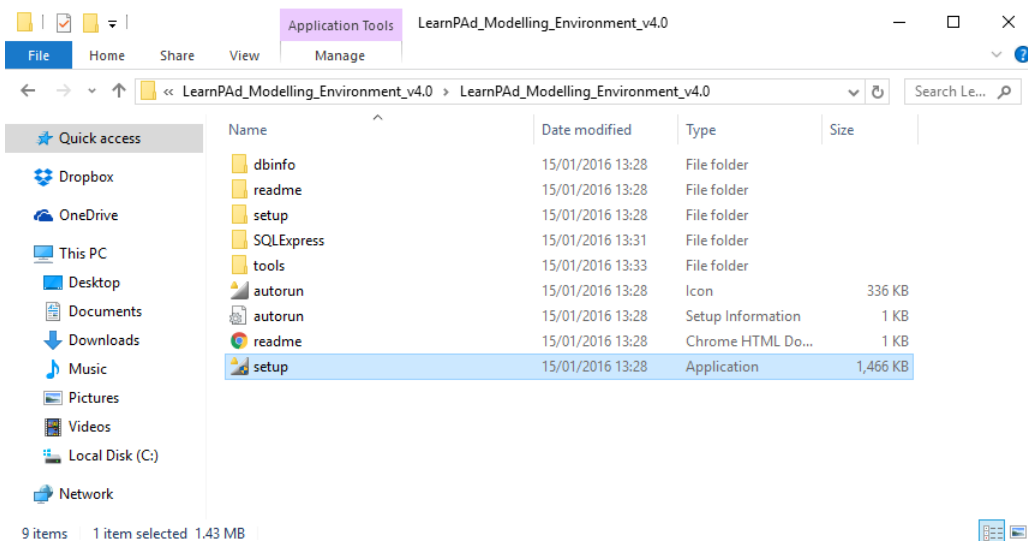 Application Tools LearnPAd_Modelling_Environment_v4.0
File Home Share View Manage
« LearnPAd_Modelling_Environment_v4.0 › LearnPAd_Modelling_Environment_v4.0 Search Le...
Name Date modified Type Size
Quick access
Dropbox
OneDrive
This PC
Desktop
Documents
Downloads
Music
Pictures
Videos
Local Disk (C:)
Network
dbinfo 15/01/2016 13:28 File folder
readme 15/01/2016 13:28 File folder
setup 15/01/2016 13:28 File folder
SQLExpress 15/01/2016 13:31 File folder
tools 15/01/2016 13:33 File folder
autorun 15/01/2016 13:28 Icon 336 KB
autorun 15/01/2016 13:28 Setup Information 1 KB
readme 15/01/2016 13:28 Chrome HTML Do... 1 KB
setup 15/01/2016 13:28 Application 1,466 KB
9 items 1 item selected 1.43 MB